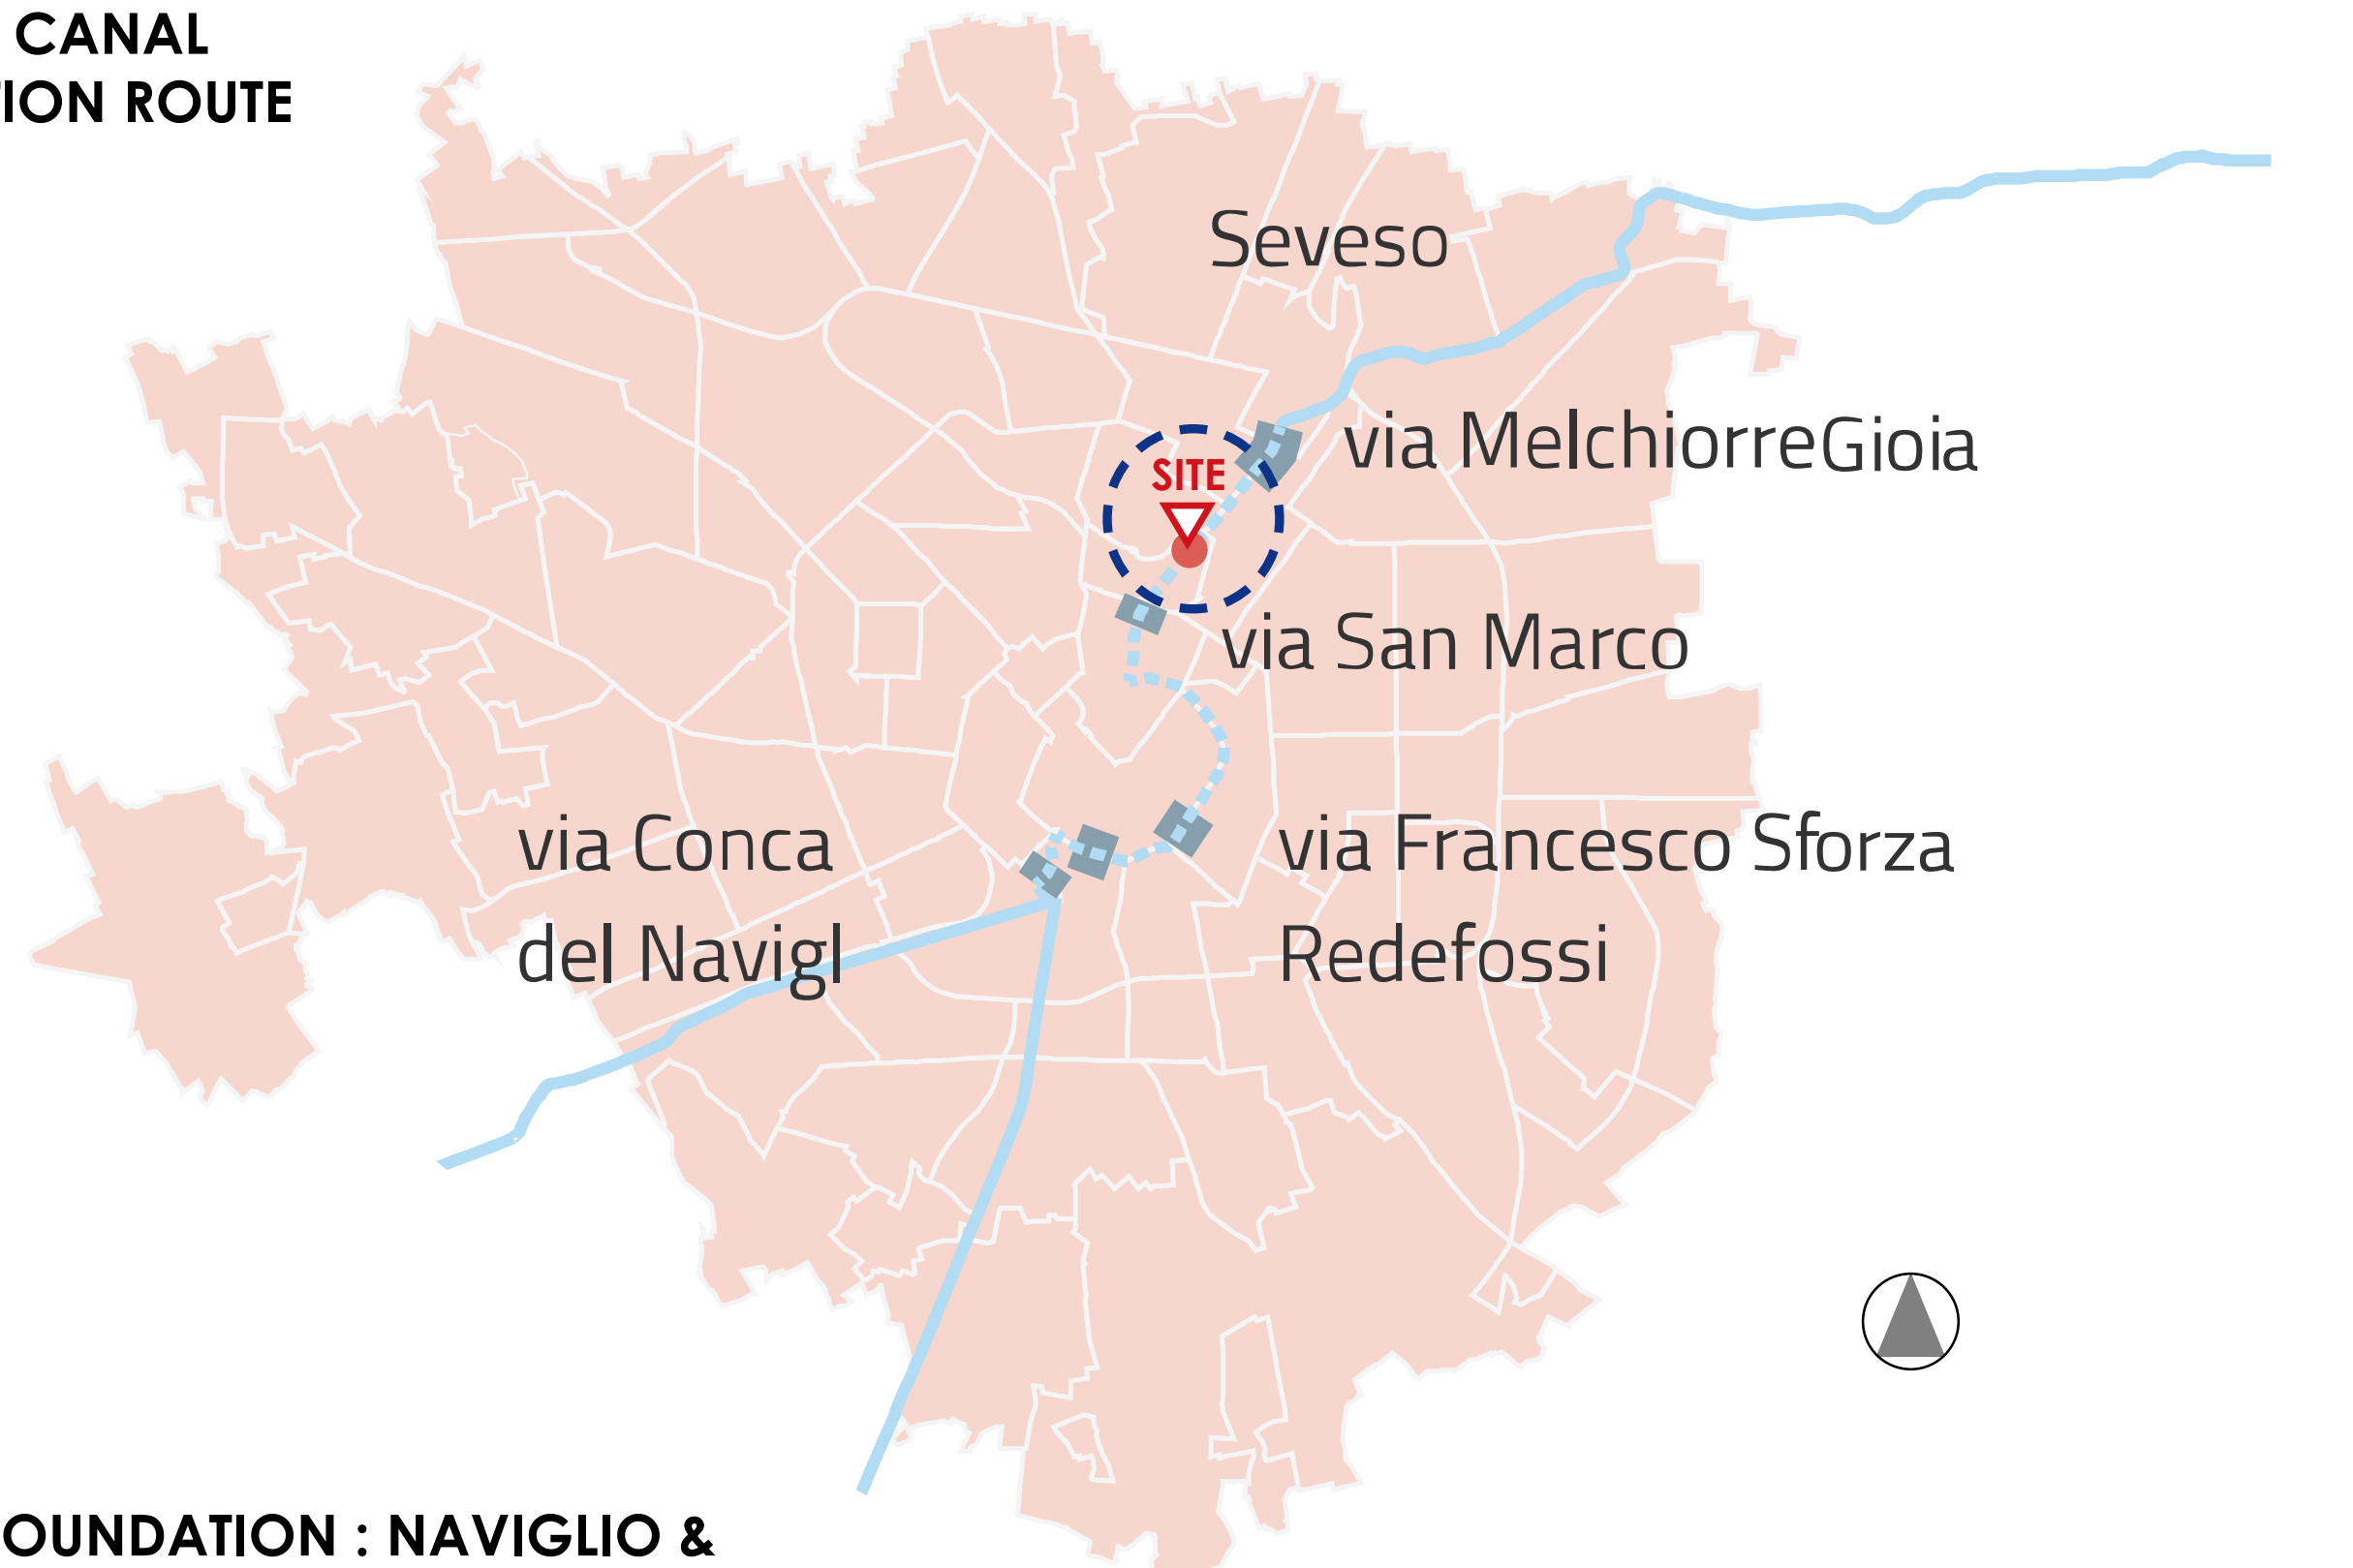 CANAL
ION ROUTE
Seveso
via MelchiorreGioia
SITE
via San Marco
via Conca
del Navigl
via Francesco Sforza
Redefossi
OUNDATION : NAVIGLIO &